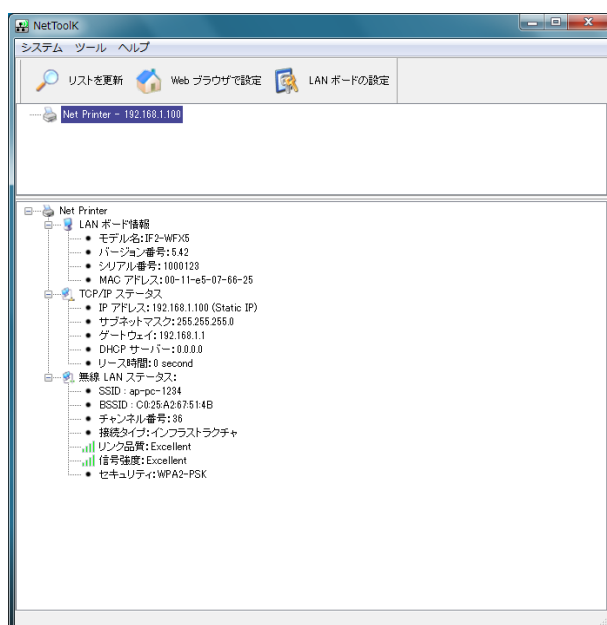 NetToolK
システム ツール ヘルプ
リストを更新 Web ブラウザで設定 LAN ボードの設定
Net Printer - 192.168.1.100
Net Printer
LAN ボード情報
モデル名:IF2-WFX5
バージョン番号:5.42
シリアル番号:1000123
MAC アドレス:00-11-e5-07-66-25
TCP/IP ステータス
IP アドレス:192.168.1.100 (Static IP)
サブネットマスク:255.255.255.0
ゲートウェイ:192.168.1.1
DHCP サーバー:0.0.0.0
リース時間:0 second
無線 LAN ステータス:
SSID : ap-pc-1234
BSSID : C0:25:A2:67:51:4B
チャンネル番号:36
接続タイプ:インフラストラクチャ
リンク品質:Excellent
信号強度:Excellent
セキュリティ:WPA2-PSK